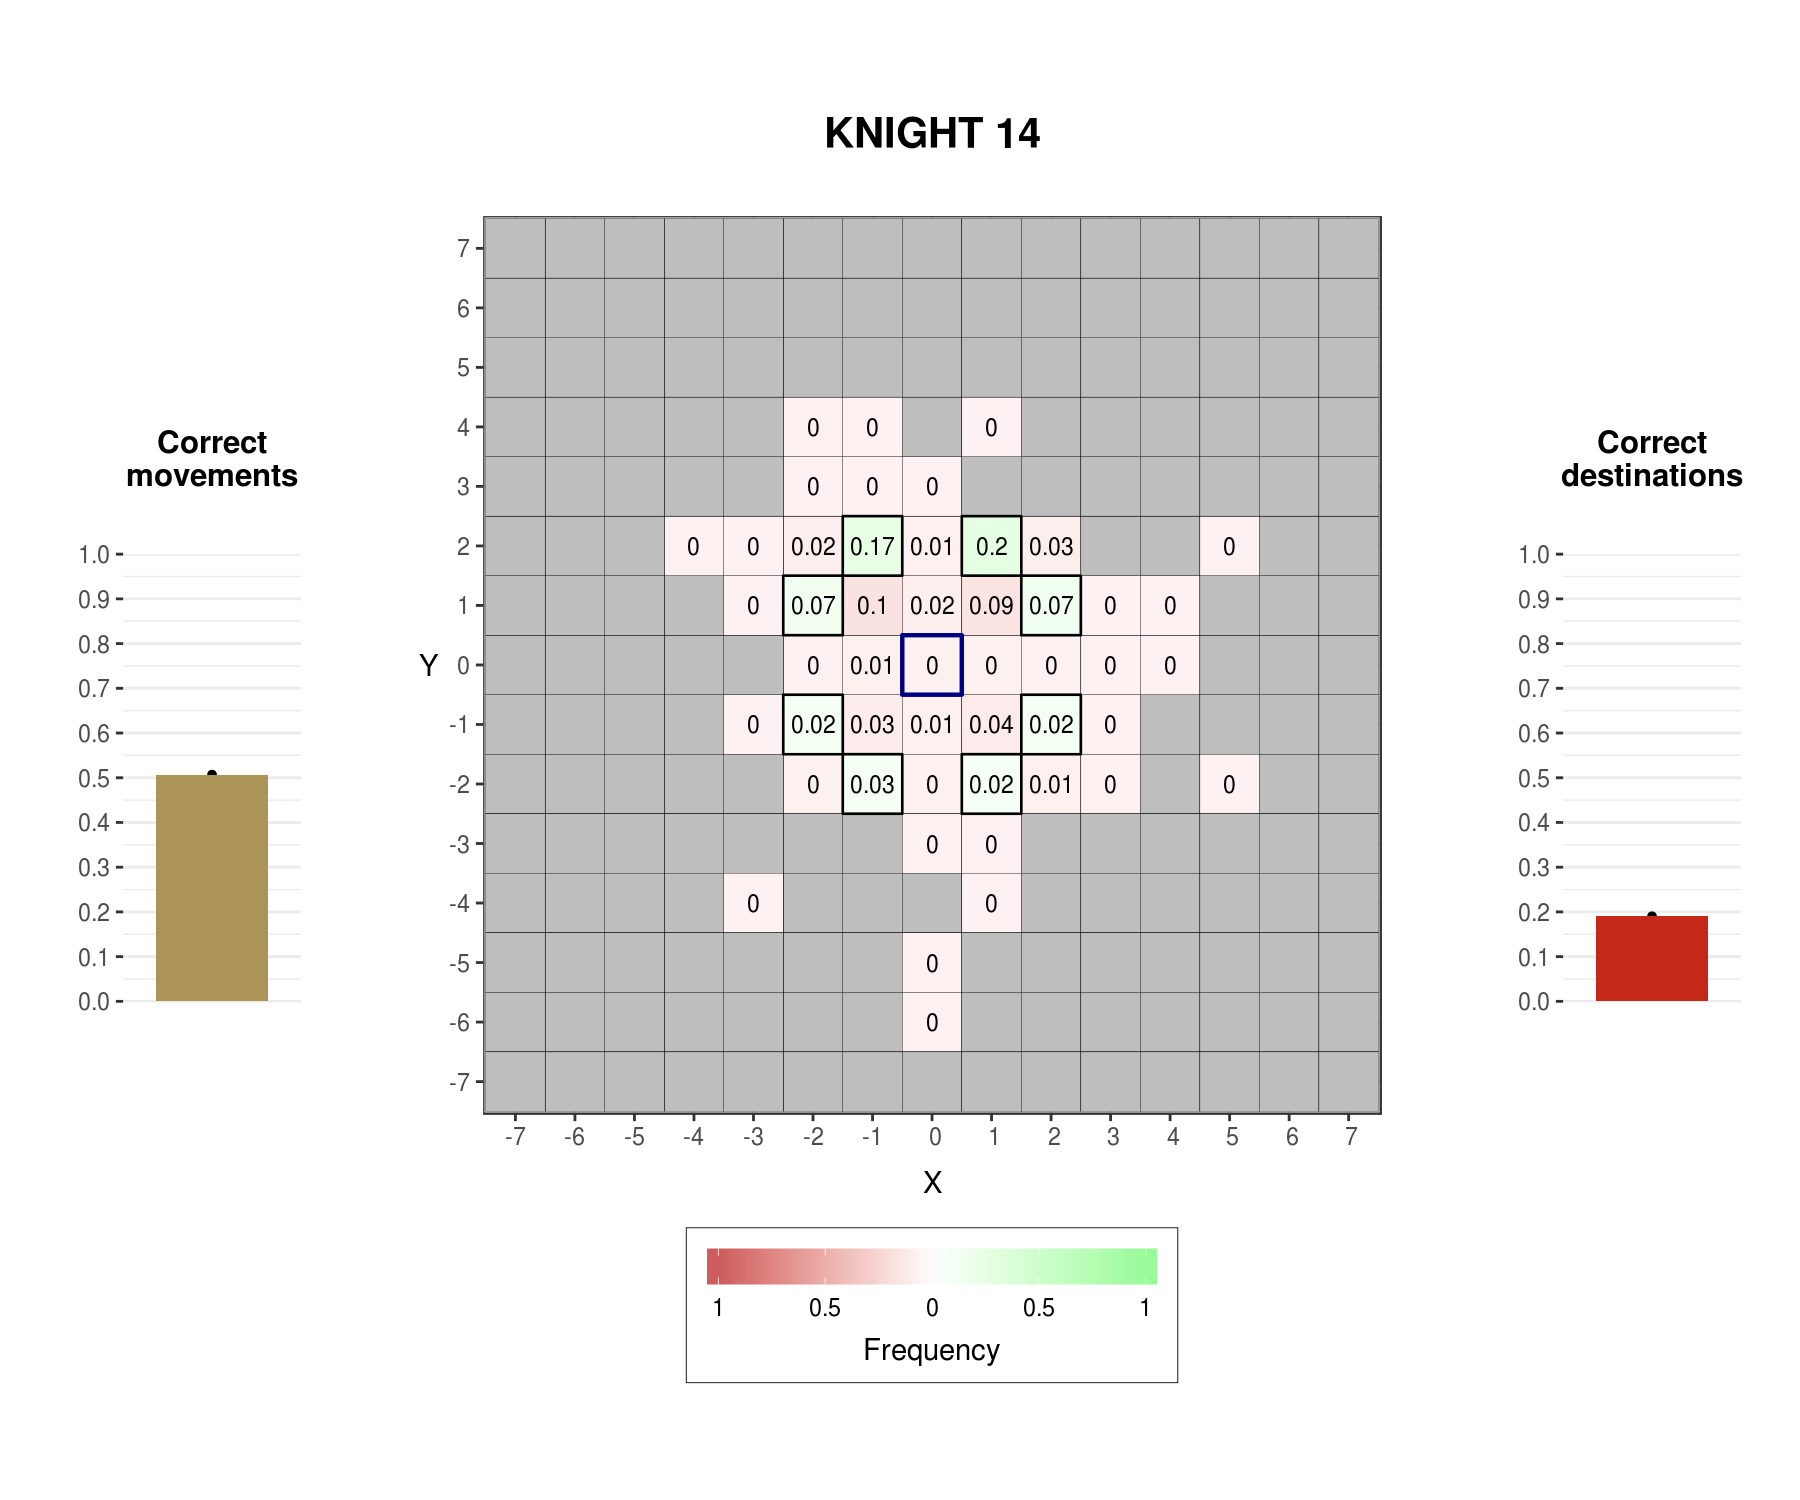 KNIGHT 14
Correct
movements
1.0
0.9
0.8
0.7
0.6
0.5
0.4
0.3
0.2
0.1
0.0
Y
7
6
5
4 0 0 0
3 0 0 0
2 0 0 0.02 0.17 0.01 0.2 0.03 0
1 0 0.07 0.1 0.02 0.09 0.07 0 0
0 0 0.01 0 0 0 0 0
-1 0 0.02 0.03 0.01 0.04 0.02 0
-2 0 0.03 0 0.02 0.01 0 0
-3 0 0
-4 0 0
-5 0
-6 0
-7
-7 -6 -5 -4 -3 -2 -1 0 1 2 3 4 5 6 7
X
1 0.5 0 0.5 1
Frequency
Correct
destinations
1.0
0.9
0.8
0.7
0.6
0.5
0.4
0.3
0.2
0.1
0.0